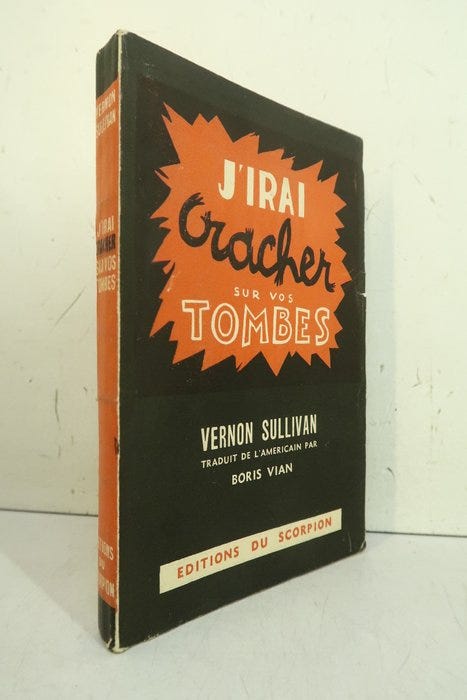 J'IRAI
Cracher
SUR VOS
TOMBES
VERNON SULLIVAN
TRADUIT DE L'AMERICAIN PAR
BORIS VIAN
EDITIONS DU SCORPION
VERNON
SULLIVAN
J'IRAI
CRACHER
SUR VOS
TOMBES
EDITIONS
DU
SCORPION